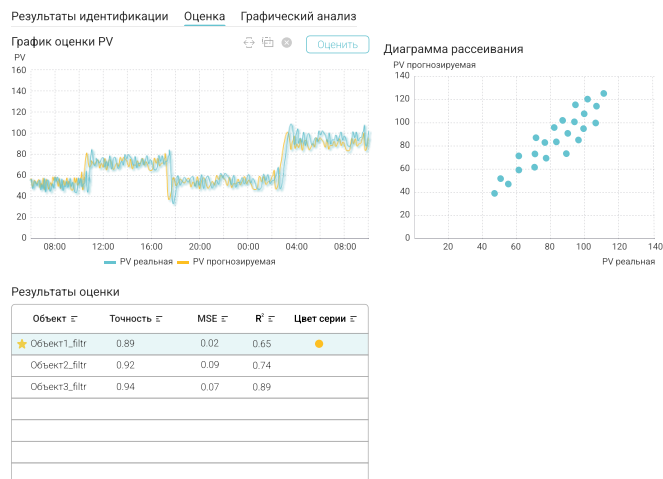 Результаты идентификации Оценка Графический анализ
График оценки PV
Оценить
PV
160
140
120
100
80
60
40
20
0
08:00 12:00 16:00 20:00 00:00 04:00 08:00
PV реальная PV прогнозируемая
Диаграмма рассеивания
PV прогнозируемая
140
120
100
80
60
40
20
0
20 40 60 80 100 120 140
PV реальная
Результаты оценки
Объект Точность MSE R² Цвет серии
Объект1_filtr 0.89 0.02 0.65
Объект2_filtr 0.92 0.09 0.74
Объект3_filtr 0.94 0.07 0.89